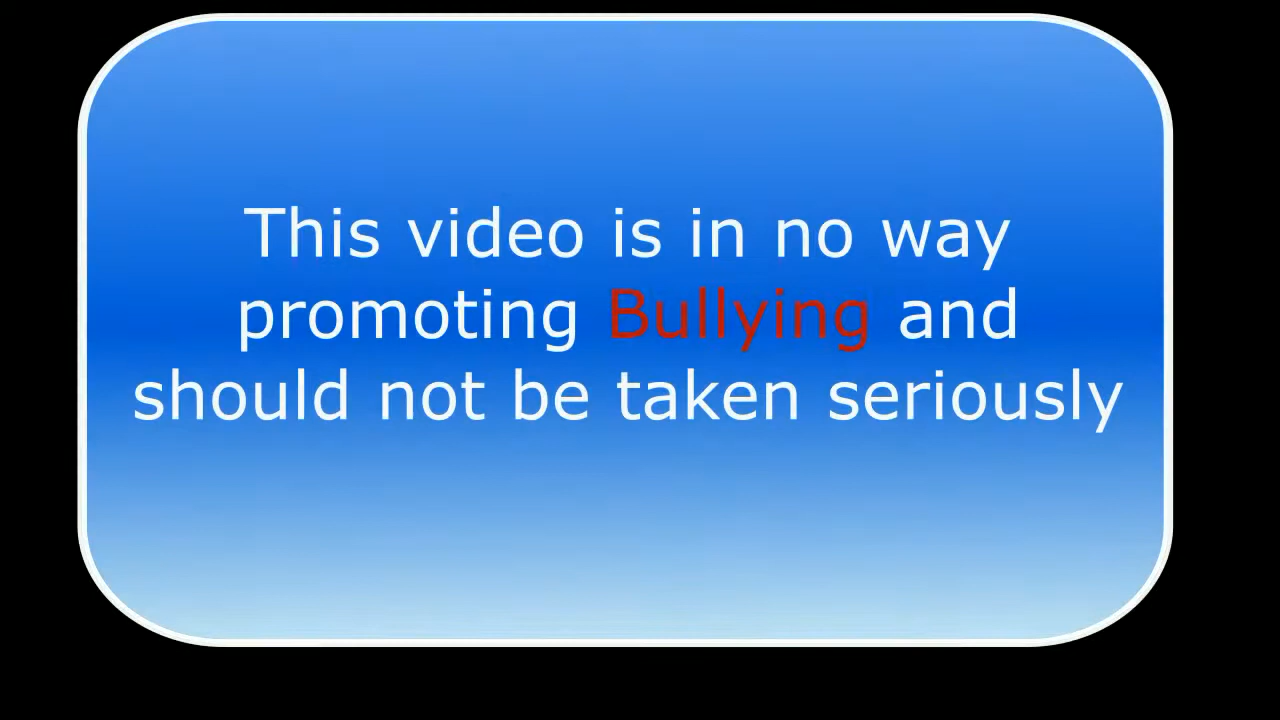 This video is in no way
promoting Bullying and
should not be taken seriously